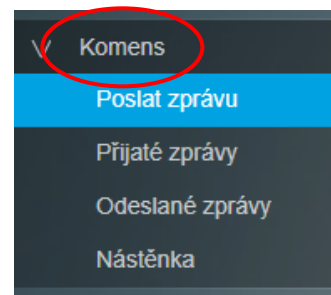 Komens
Poslat zprávu
Přijaté zprávy
Odeslané zprávy
Nástěnka